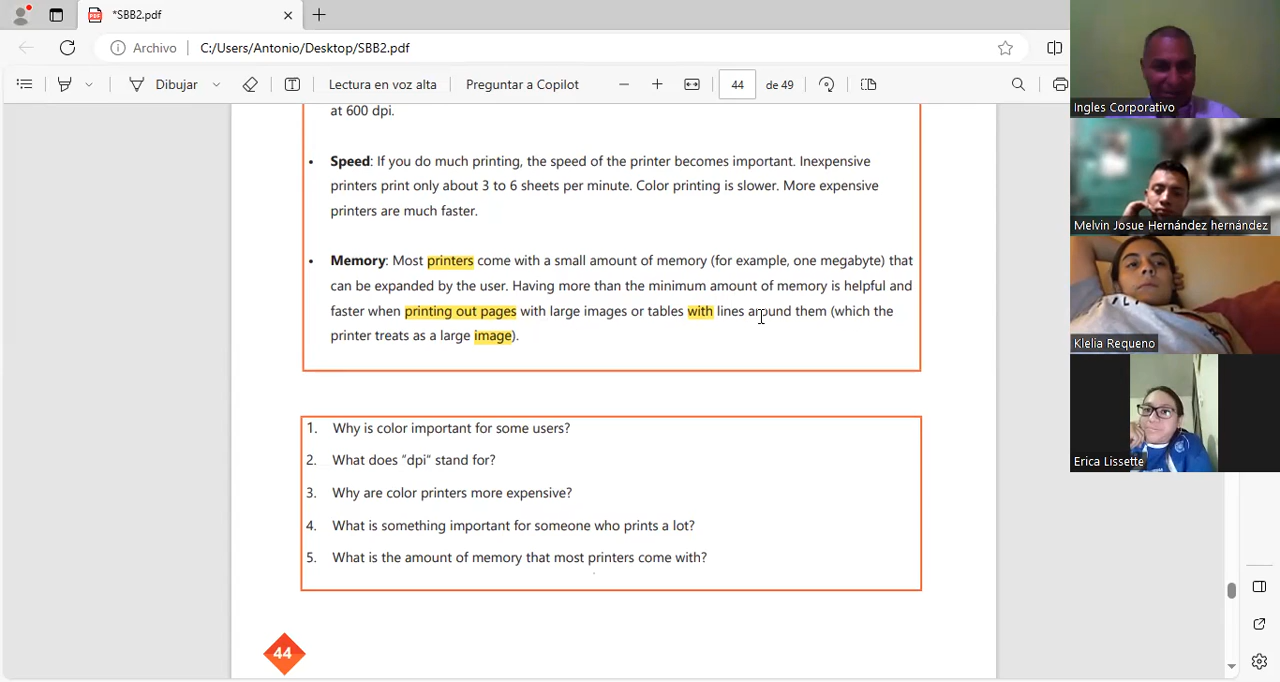 *SBB2.pdf
Archivo
C:/Users/Antonio/Desktop/SBB2.pdf
Dibujar
Lectura en voz alta
Preguntar a Copilot
44
de 49
at 600 dpi.
• Speed: If you do much printing, the speed of the printer becomes important. Inexpensive
printers print only about 3 to 6 sheets per minute. Color printing is slower. More expensive
printers are much faster.
• Memory: Most printers come with a small amount of memory (for example, one megabyte) that
can be expanded by the user. Having more than the minimum amount of memory is helpful and
faster when printing out pages with large images or tables with lines around them (which the
printer treats as a large image).
1. Why is color important for some users?
2. What does "dpi" stand for?
3. Why are color printers more expensive?
4. What is something important for someone who prints a lot?
5. What is the amount of memory that most printers come with?
44
Ingles Corporativo
Melvin Josue Hernández hernández
Klelia Requeno
Erica Lissette